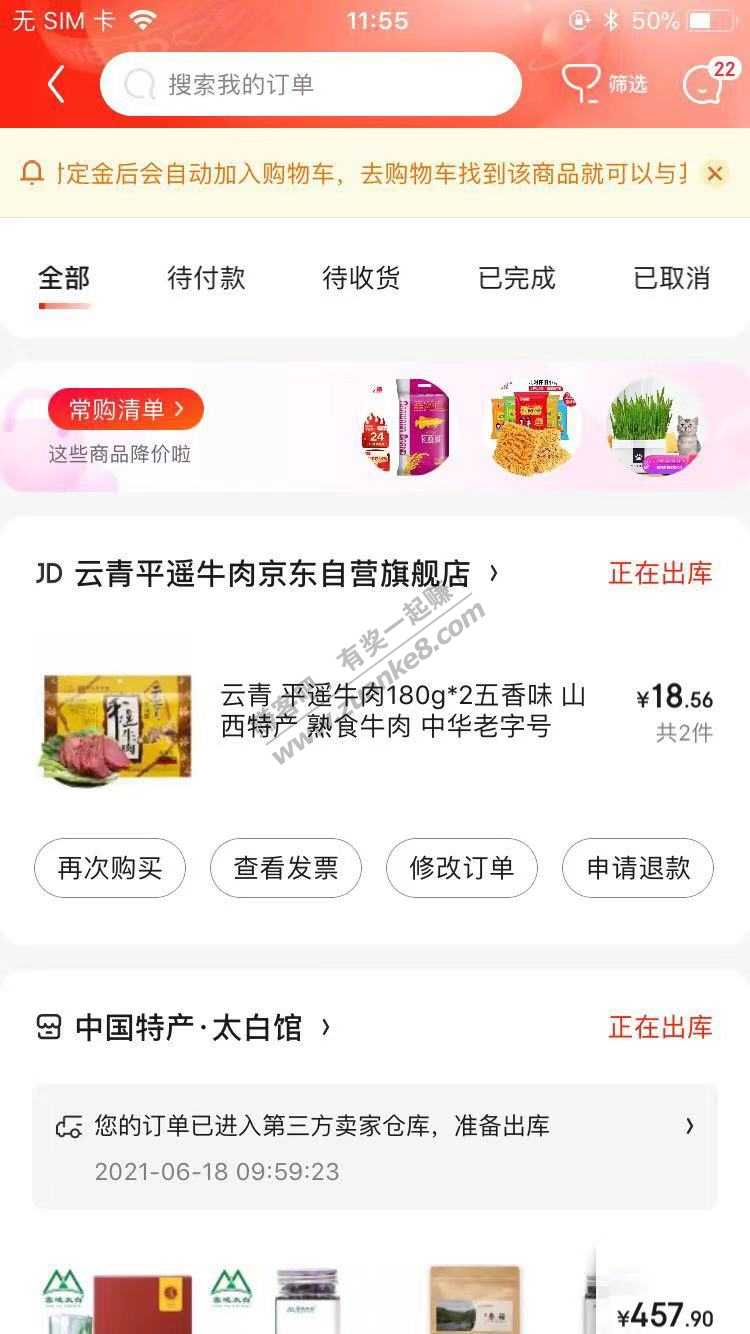 无 SIM 卡
11:55
50%
搜索我的订单
筛选
22
付定金后会自动加入购物车，去购物车找到该商品就可以与其
全部
待付款
待收货
已完成
已取消
常购清单 >
24
这些商品降价啦
JD 云青平遥牛肉京东自营旗舰店 >
正在出库
有奖一起赚
赚客吧
www.zuanke8.com
云青 平遥牛肉180g*2五香味 山
西特产 熟食牛肉 中华老字号
¥18.56
共2件
再次购买
查看发票
修改订单
申请退款
中国特产·太白馆 >
正在出库
您的订单已进入第三方卖家仓库，准备出库 >
2021-06-18 09:59:23
¥457.90